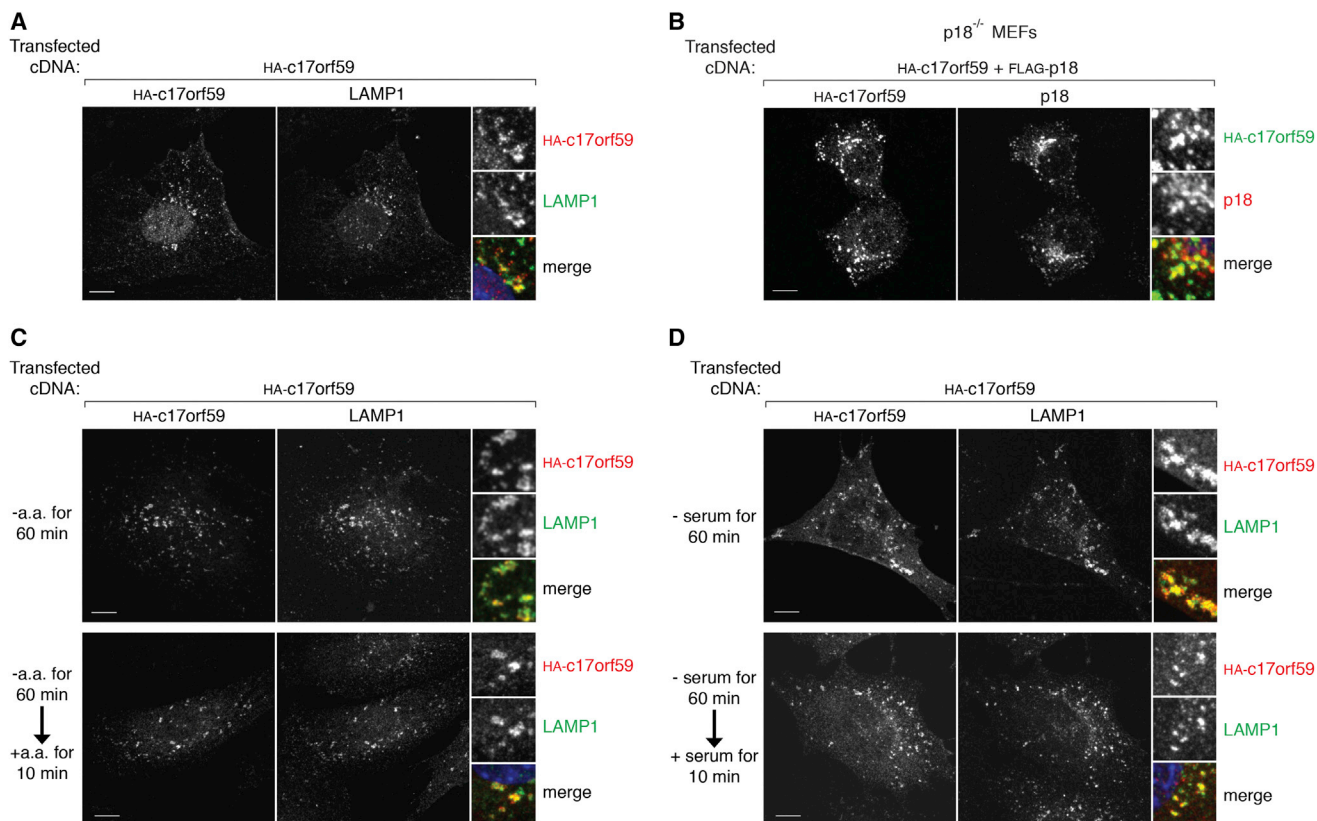 A
Transfected
cDNA:
HA-c17orf59
HA-c17orf59
LAMP1
HA-c17orf59
LAMP1
merge
B
p18-/- MEFs
Transfected
cDNA:
HA-c17orf59 + FLAG-p18
HA-c17orf59
p18
HA-c17orf59
p18
merge
C
Transfected
cDNA:
HA-c17orf59
HA-c17orf59
LAMP1
-a.a. for
60 min
HA-c17orf59
LAMP1
merge
-a.a. for
60 min
+a.a. for
10 min
HA-c17orf59
LAMP1
merge
D
Transfected
cDNA:
HA-c17orf59
HA-c17orf59
LAMP1
- serum for
60 min
HA-c17orf59
LAMP1
merge
- serum for
60 min
+ serum for
10 min
HA-c17orf59
LAMP1
merge